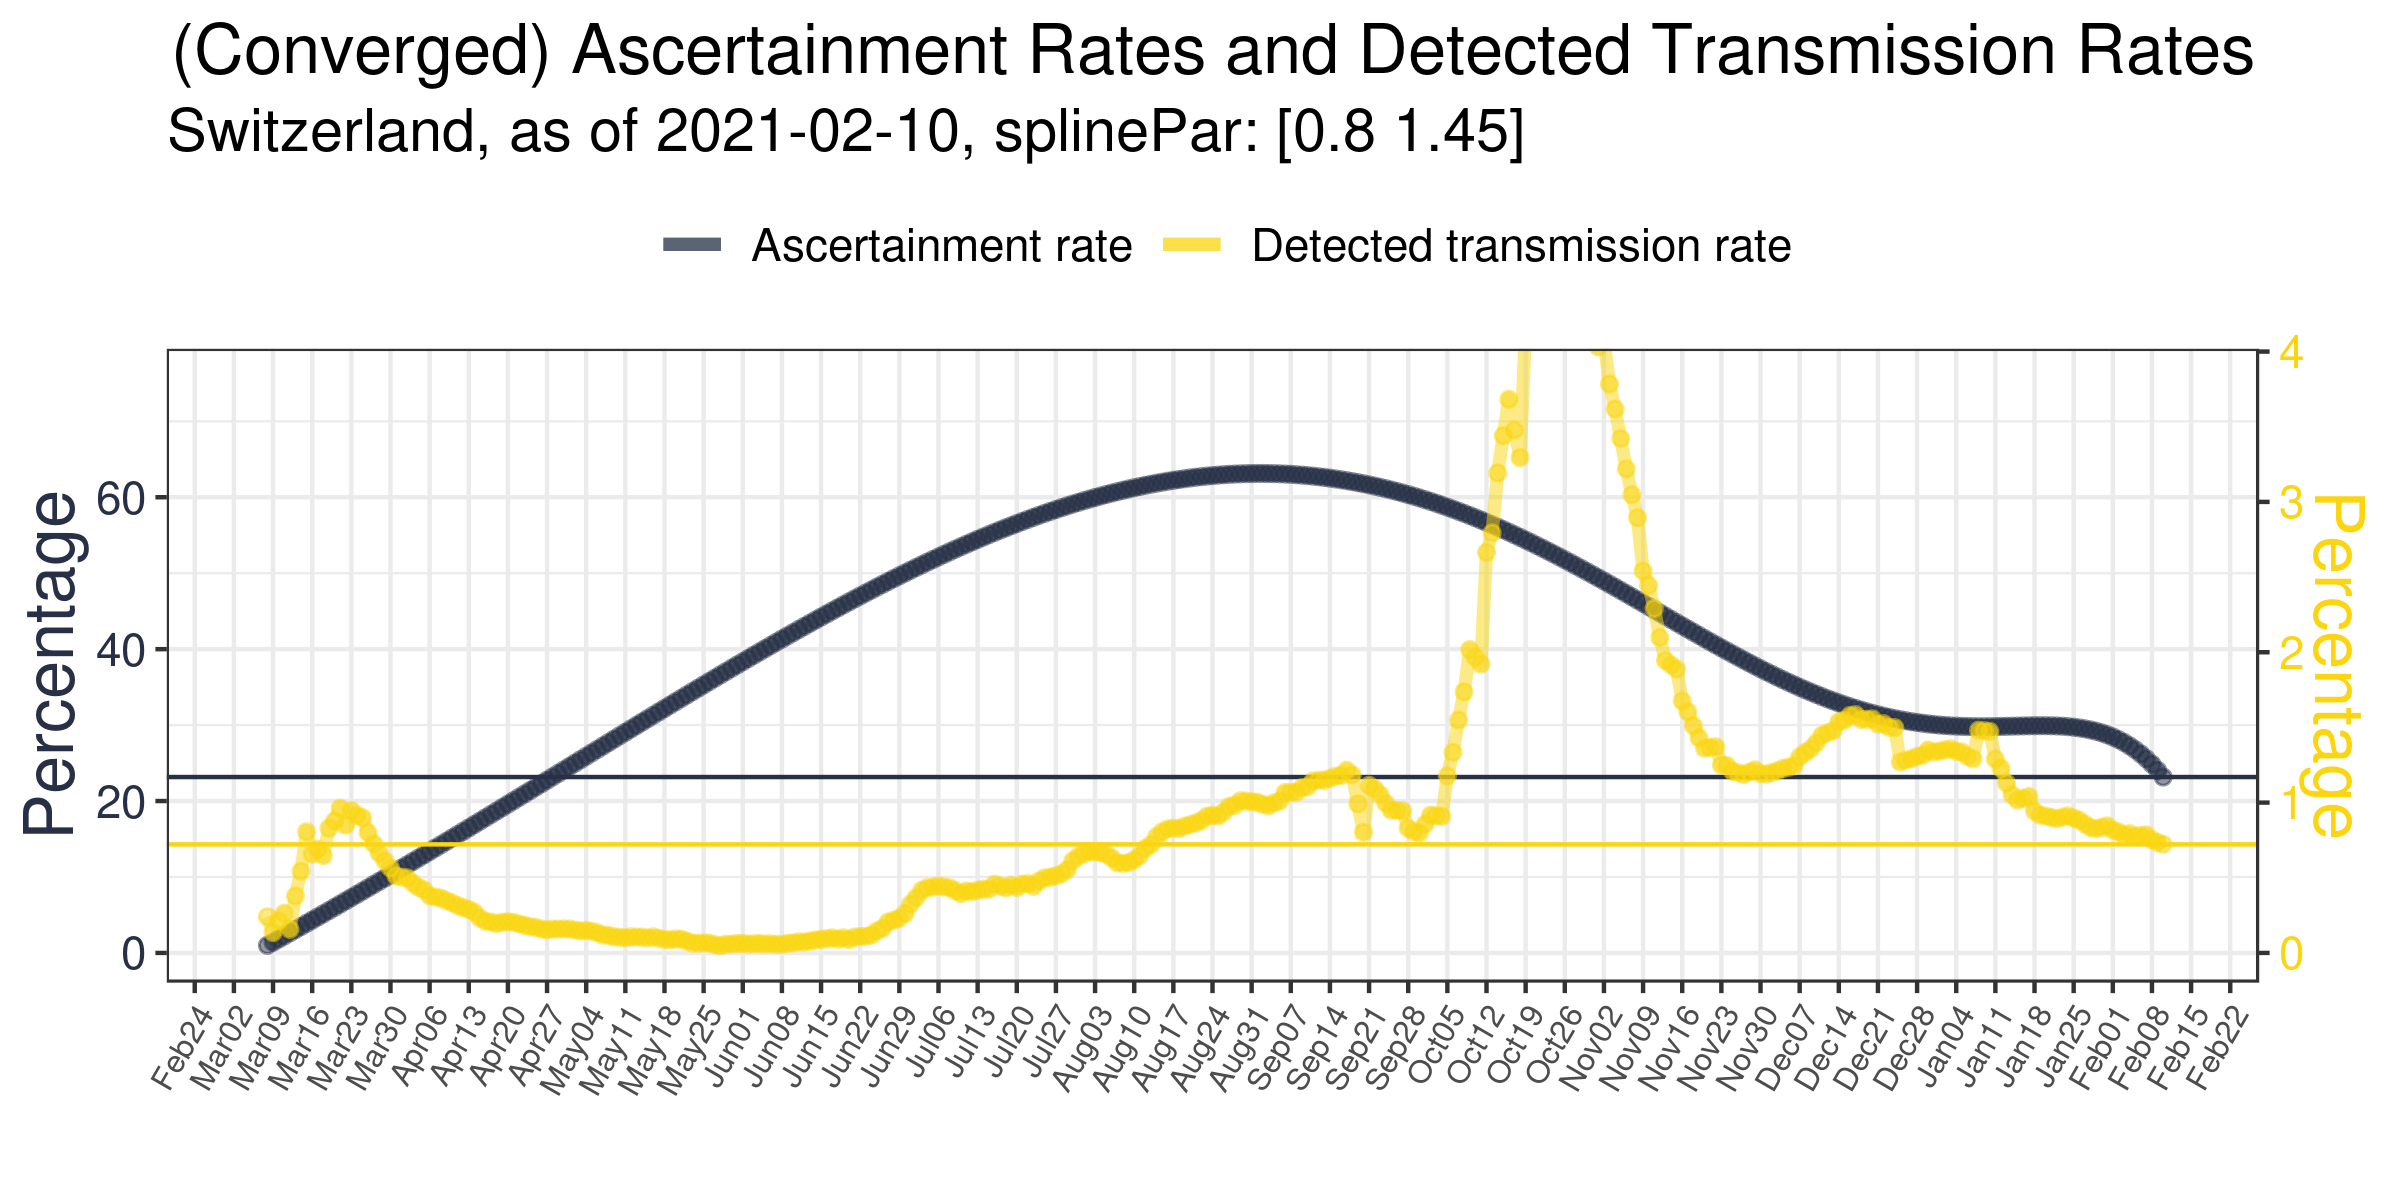 (Converged) Ascertainment Rates and Detected Transmission Rates
Switzerland, as of 2021-02-10, splinePar: [0.8 1.45]
Ascertainment rate Detected transmission rate
Percentage
60
40
20
0
4
3
2
1
0
Percentage
Feb24 Mar02 Mar09 Mar16 Mar23 Mar30 Apr06 Apr13 Apr20 Apr27 May04 May11 May18 May25 Jun01 Jun08 Jun15 Jun22 Jun29 Jul06 Jul13 Jul20 Jul27 Aug03 Aug10 Aug17 Aug24 Aug31 Sep07 Sep14 Sep21 Sep28 Oct05 Oct12 Oct19 Oct26 Nov02 Nov09 Nov16 Nov23 Nov30 Dec07 Dec14 Dec21 Dec28 Jan04 Jan11 Jan18 Jan25 Feb01 Feb08 Feb15 Feb22